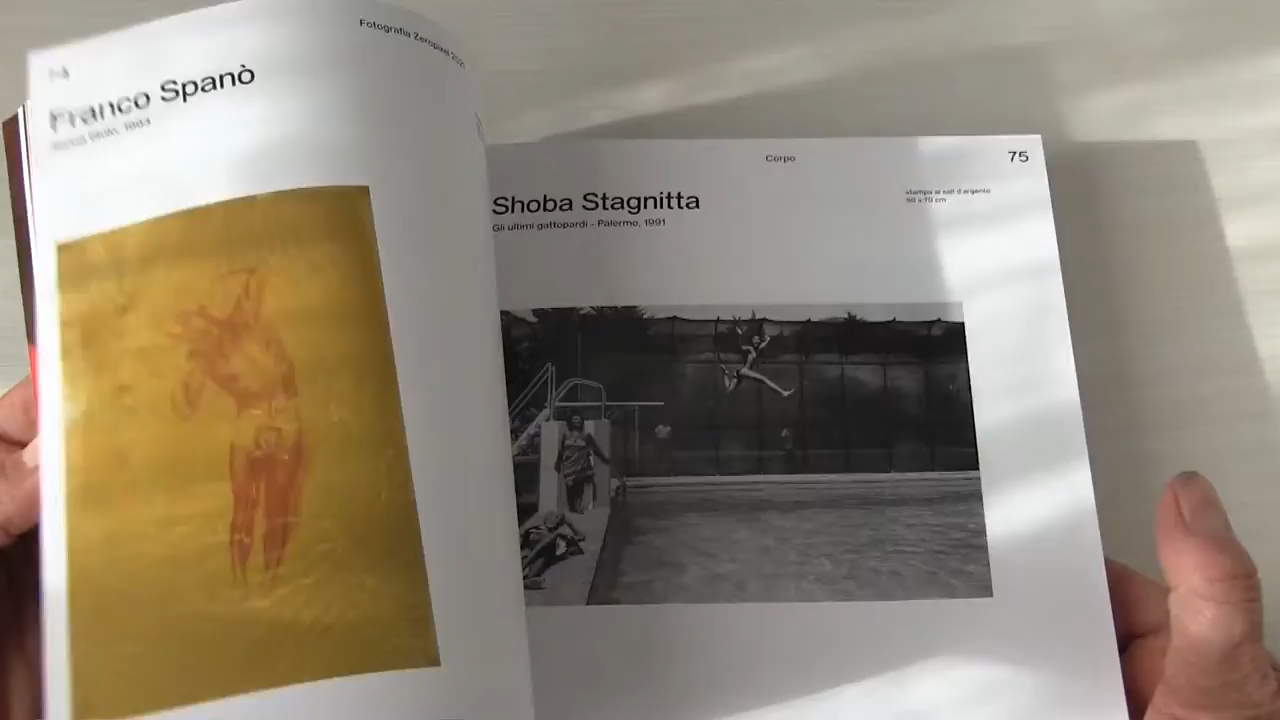 74
Fotografia Zeropixel 2021
Franco Spanò
1993
Corpo
75
Shoba Stagnitta
Gli ultimi gattopardi - Palermo, 1991
stampa ai sali d'argento
50 x 70 cm